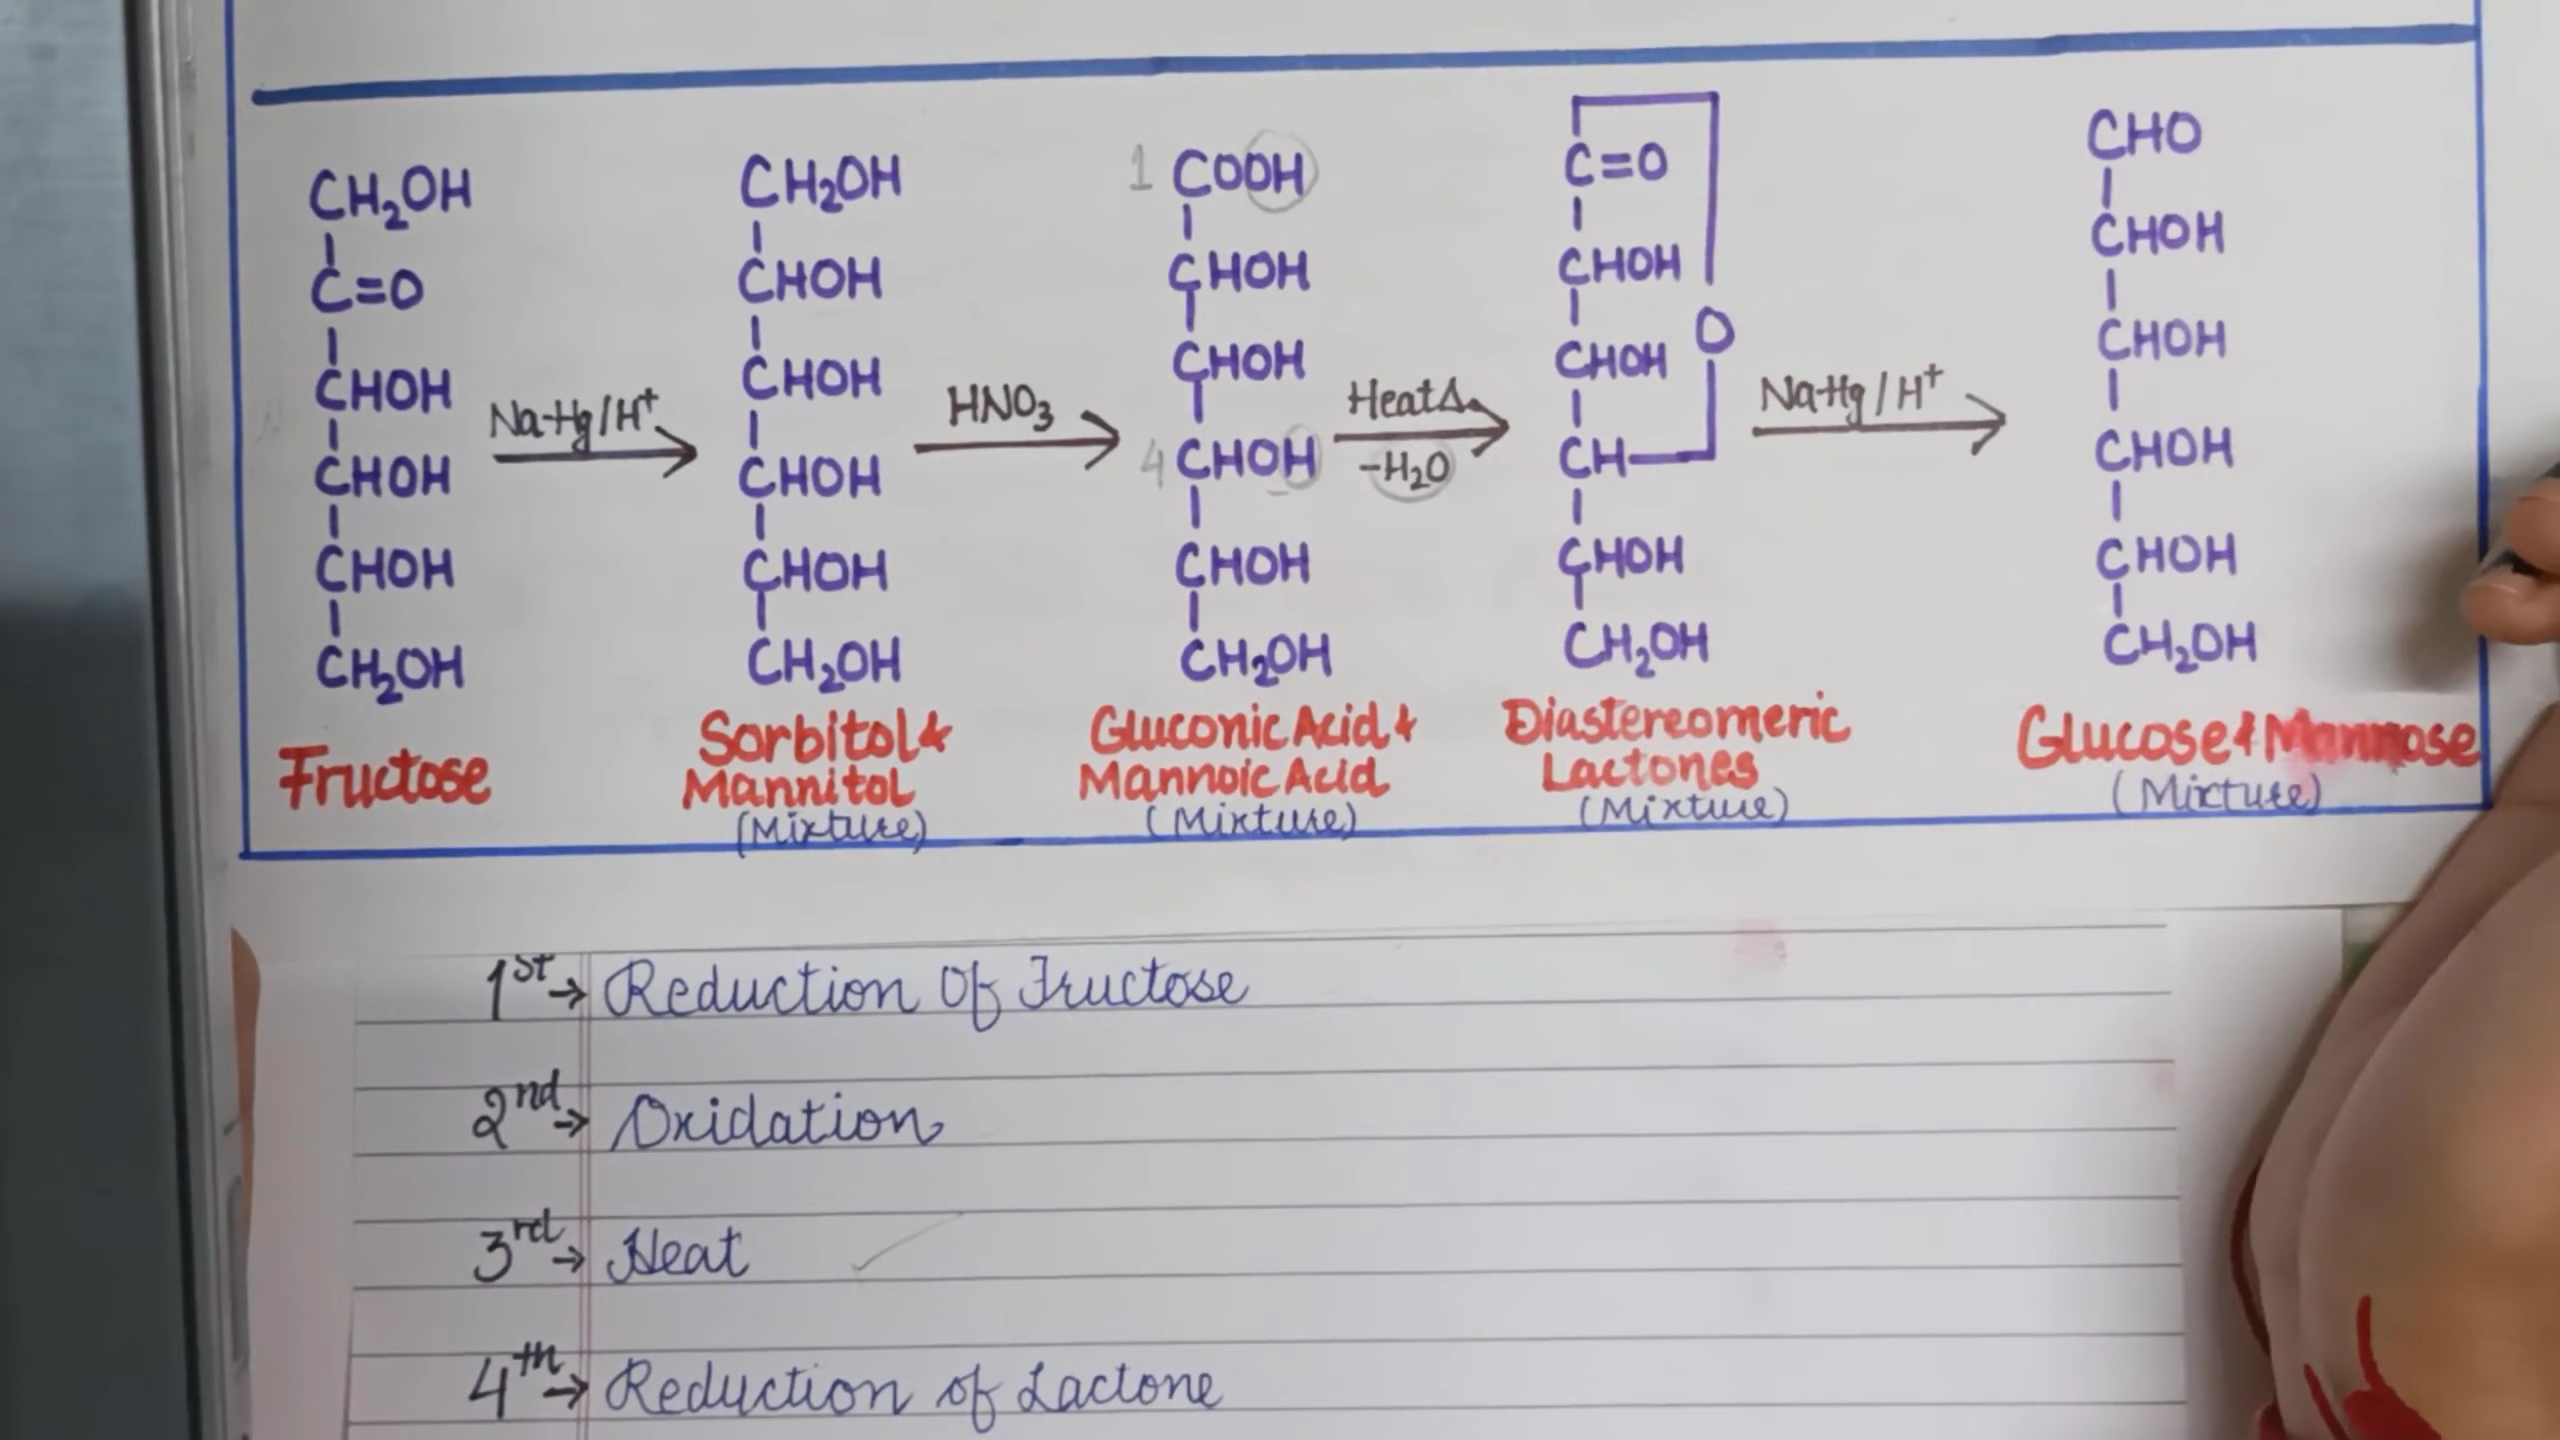 CH₂OH
C=O
CHOH
CHOH
CHOH
CH₂OH
Fructose
Na-Hg/H⁺
CH₂OH
CHOH
CHOH
CHOH
CHOH
CH₂OH
Sorbitol &
Mannitol
(Mixture)
HNO₃
1 COOH
CHOH
CHOH
4 CHOH
CHOH
CH₂OH
Gluconic Acid &
Mannoic Acid
(Mixture)
Heat Δ
-H₂O
C=O
CHOH
CHOH O
CH
CHOH
CH₂OH
Diastereomeric
Lactones
(Mixture)
Na-Hg/H⁺
CHO
CHOH
CHOH
CHOH
CHOH
CH₂OH
Glucose & Mannose
(Mixture)
1st → Reduction Of Fructose
2nd → Oxidation
3rd → Heat
4th → Reduction of Lactone